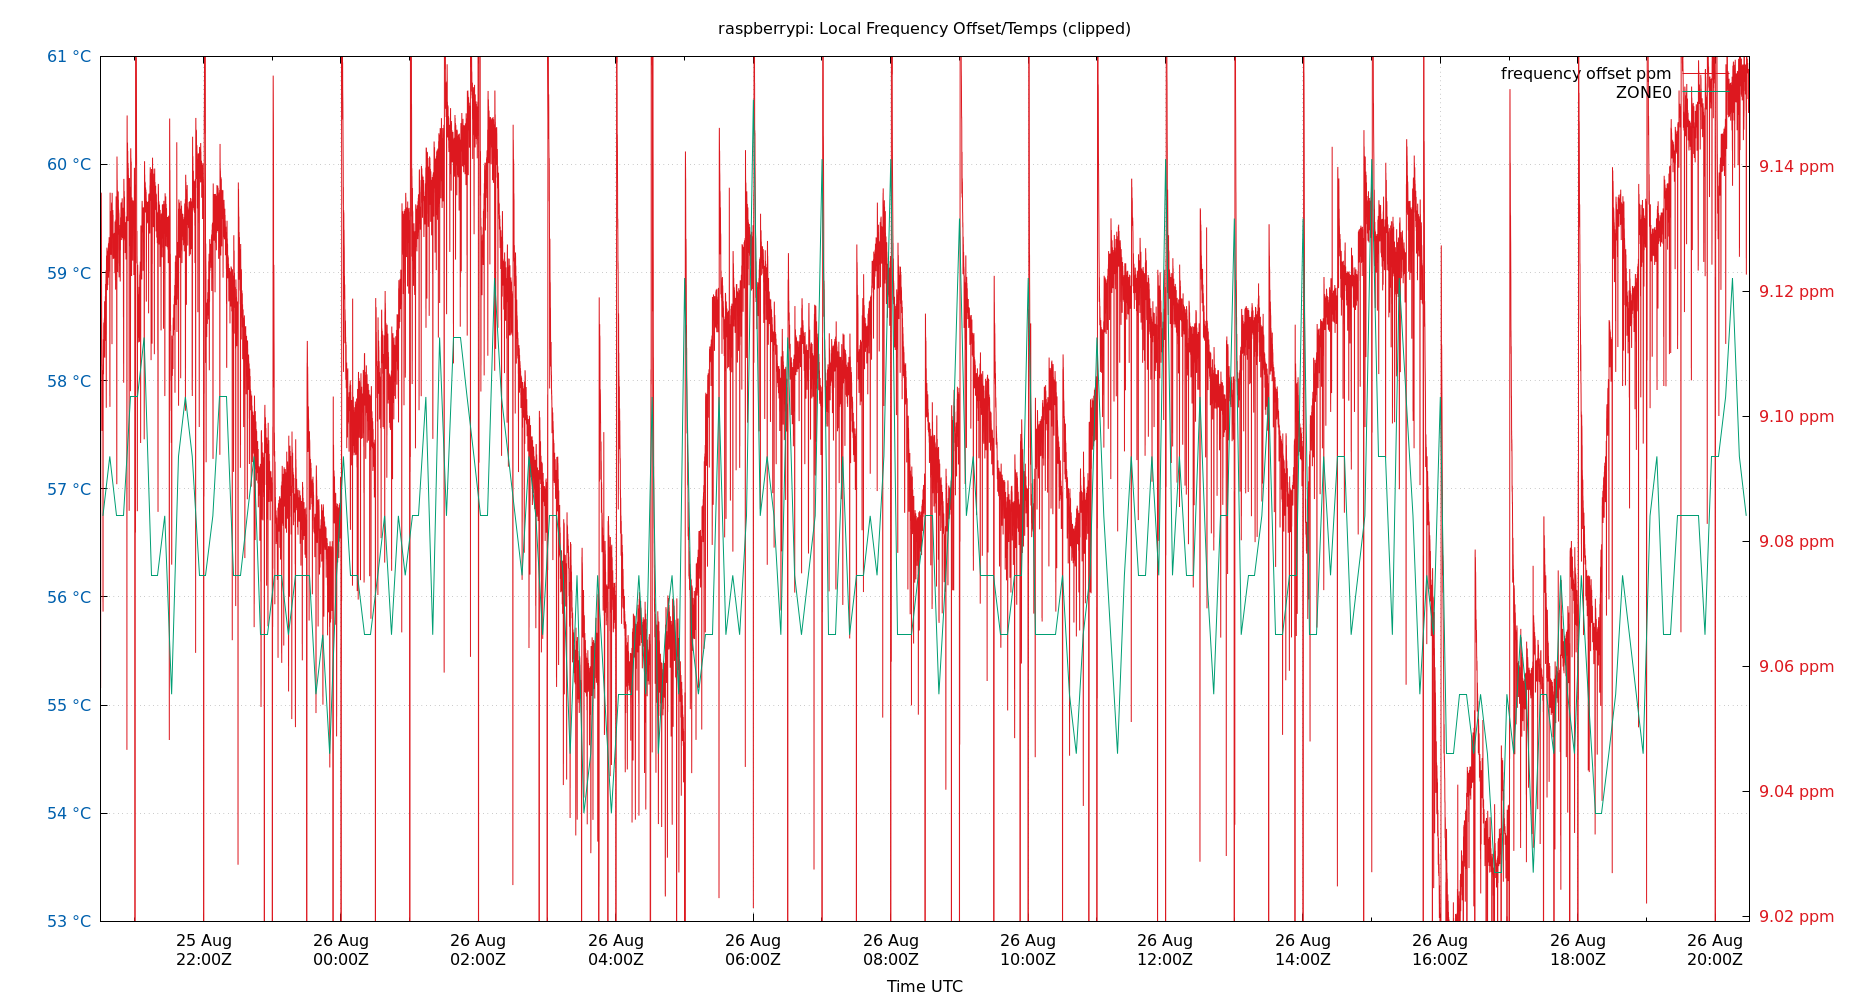 raspberrypi: Local Frequency Offset/Temps (clipped)
61 °C
60 °C
59 °C
58 °C
57 °C
56 °C
55 °C
54 °C
53 °C
frequency offset ppm
ZONE0
9.14 ppm
9.12 ppm
9.10 ppm
9.08 ppm
9.06 ppm
9.04 ppm
9.02 ppm
25 Aug
22:00Z
26 Aug
00:00Z
26 Aug
02:00Z
26 Aug
04:00Z
26 Aug
06:00Z
26 Aug
08:00Z
26 Aug
10:00Z
26 Aug
12:00Z
26 Aug
14:00Z
26 Aug
16:00Z
26 Aug
18:00Z
26 Aug
20:00Z
Time UTC